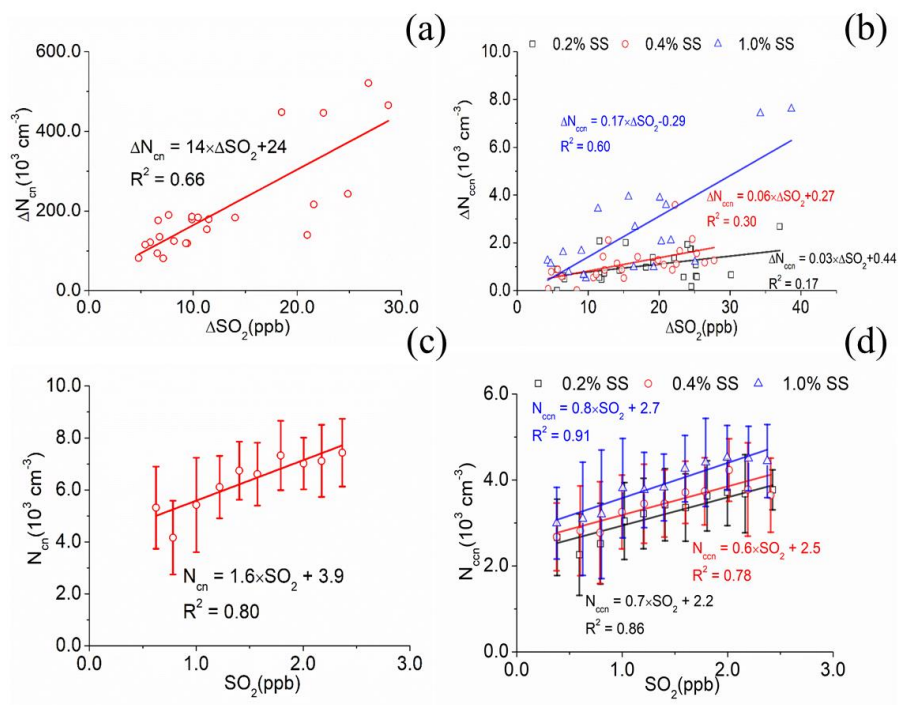 (a)
600.0
400.0
200.0
0.0
ΔNcn(10³ cm⁻³)
ΔNcn = 14×ΔSO₂+24
R² = 0.66
0.0 10.0 20.0 30.0
ΔSO₂(ppb)
(b)
0.2% SS 0.4% SS 1.0% SS
10.0
8.0
6.0
4.0
2.0
0.0
ΔNccn(10³ cm⁻³)
ΔNccn = 0.17×ΔSO₂-0.29
R² = 0.60
ΔNccn = 0.06×ΔSO₂+0.27
R² = 0.30
ΔNccn = 0.03×ΔSO₂+0.44
R² = 0.17
0 10 20 30 40
ΔSO₂(ppb)
(c)
10.0
8.0
6.0
4.0
2.0
0.0
Ncn(10³ cm⁻³)
Ncn = 1.6×SO₂ + 3.9
R² = 0.80
0.0 1.0 2.0 3.0
SO₂(ppb)
(d)
0.2% SS 0.4% SS 1.0% SS
6.0
4.0
2.0
0.0
Nccn(10³ cm⁻³)
Nccn = 0.8×SO₂ + 2.7
R² = 0.91
Nccn = 0.6×SO₂ + 2.5
R² = 0.78
Nccn = 0.7×SO₂ + 2.2
R² = 0.86
0.0 1.0 2.0 3.0
SO₂(ppb)